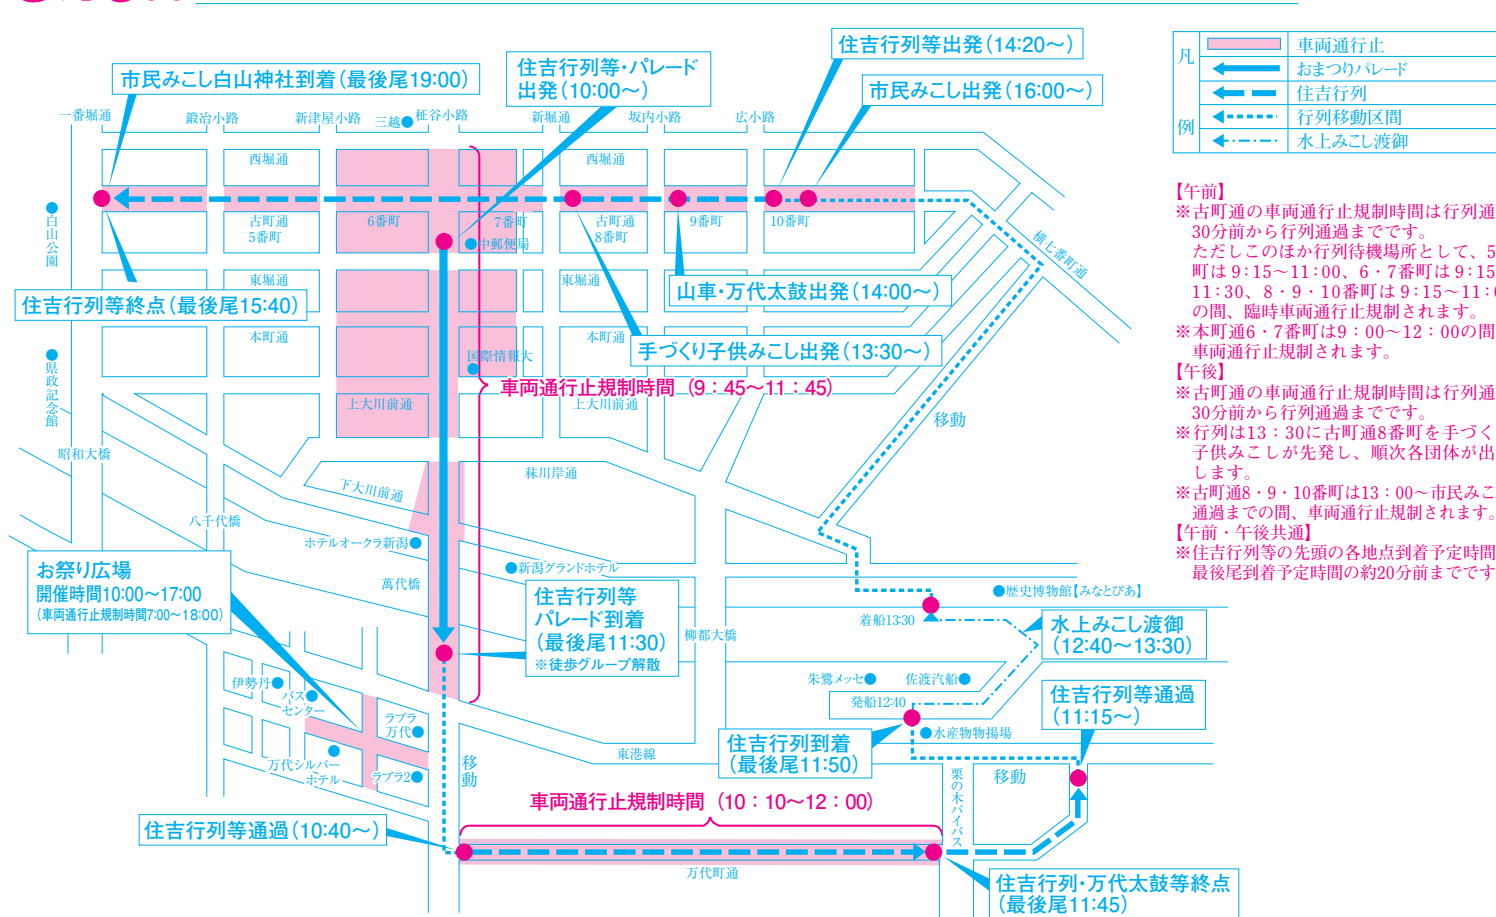 住吉行列等出発(14:20〜)
住吉行列等・パレード
出発(10:00〜)
市民みこし白山神社到着(最後尾19:00)
市民みこし出発(16:00〜)
凡
例
車両通行止
おまつりパレード
住吉行列
行列移動区間
水上みこし渡御
一番堀通
鍛冶小路
新津屋小路
三越
柾谷小路
新堀通
坂内小路
広小路
西堀通
西堀通
白山公園
古町通
5番町
6番町
7番町
古町通
8番町
9番町
10番町
中郵便局
横七番町通
東堀通
東堀通
住吉行列等終点(最後尾15:40)
山車・万代太鼓出発(14:00〜)
本町通
本町通
手づくり子供みこし出発(13:30〜)
県政記念館
国際情報大
車両通行止規制時間(9:45〜11:45)
上大川前通
上大川前通
移動
昭和大橋
秣川岸通
下大川前通
八千代橋
ホテルオークラ新潟
萬代橋
新潟グランドホテル
お祭り広場
開催時間10:00〜17:00
(車両通行止規制時間7:00〜18:00)
住吉行列等
パレード到着
(最後尾11:30)
※徒歩グループ解散
柳都大橋
歴史博物館【みなとぴあ】
着船13:30
水上みこし渡御
(12:40〜13:30)
伊勢丹
バス
センター
ラブラ
万代
朱鷺メッセ
佐渡汽船
発船12:40
住吉行列等通過
(11:15〜)
水産物物揚場
住吉行列到着
(最後尾11:50)
万代シルバー
ホテル
ラブラ2
東港線
移動
移動
栗の木バイパス
車両通行止規制時間(10:10〜12:00)
住吉行列等通過(10:40〜)
万代町通
住吉行列・万代太鼓等終点
(最後尾11:45)
【午前】
※古町通の車両通行止規制時間は行列通
30分前から行列通過までです。
ただしこのほか行列待機場所として、5
町は9:15〜11:00、6・7番町は9:15
11:30、8・9・10番町は9:15〜11:
の間、臨時車両通行止規制されます。
※本町通6・7番町は9:00〜12:00の間
車両通行止規制されます。
【午後】
※古町通の車両通行止規制時間は行列通
30分前から行列通過までです。
※行列は13:30に古町通8番町を手づく
子供みこしが先発し、順次各団体が出
します。
※古町通8・9・10番町は13:00〜市民みこ
通過までの間、車両通行止規制されます。
【午前・午後共通】
※住吉行列等の先頭の各地点到着予定時間
最後尾到着予定時間の約20分前までです